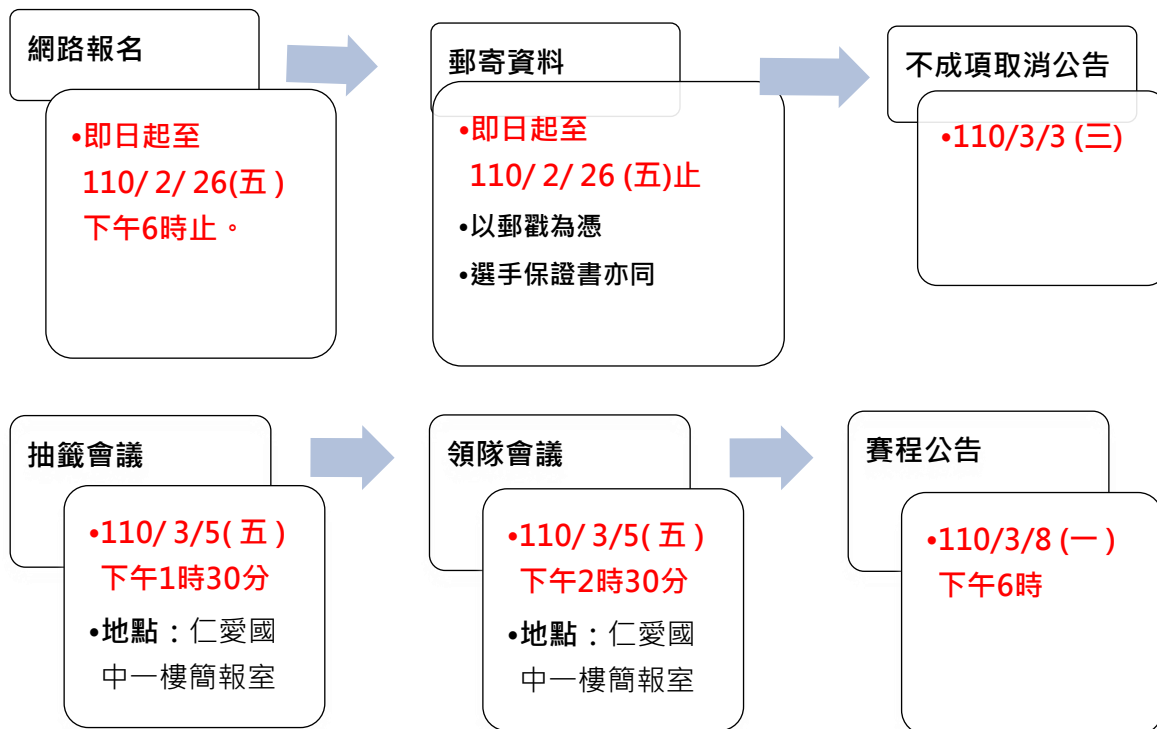 網路報名
•即日起至
110/ 2/ 26(五 )
下午6時止。
郵寄資料
•即日起至
110/ 2/ 26 (五)止
•以郵戳為憑
•選手保證書亦同
不成項取消公告
•110/3/3 (三)
抽籤會議
•110/ 3/5( 五 )
下午1時30分
•地點：仁愛國
中一樓簡報室
領隊會議
•110/ 3/5( 五 )
下午2時30分
•地點：仁愛國
中一樓簡報室
賽程公告
•110/3/8 (一 )
下午6時